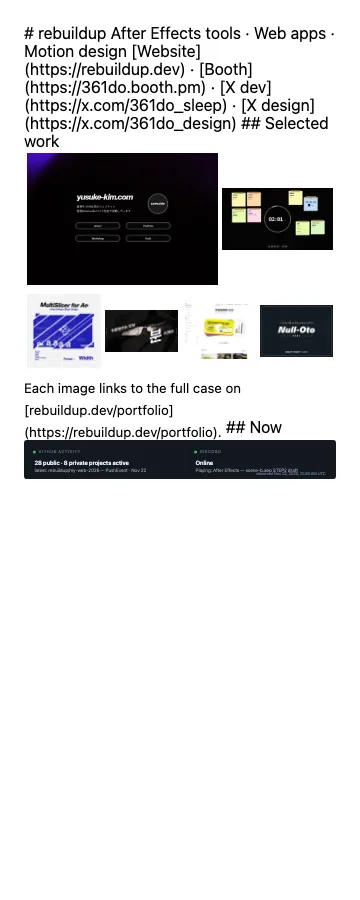 # rebuildup After Effects tools · Web apps ·
Motion design [Website]
(https://rebuildup.dev) · [Booth]
(https://361do.booth.pm) · [X dev]
(https://x.com/361do_sleep) · [X design]
(https://x.com/361do_design) ## Selected
work
yusuke-kim.com
02:01
MultiSlicer for Ae
Width
Null-Oto
Each image links to the full case on
[rebuildup.dev/portfolio]
(https://rebuildup.dev/portfolio). ## Now
GITHUB ACTIVITY
28 public · 8 private projects active
DISCORD
Online